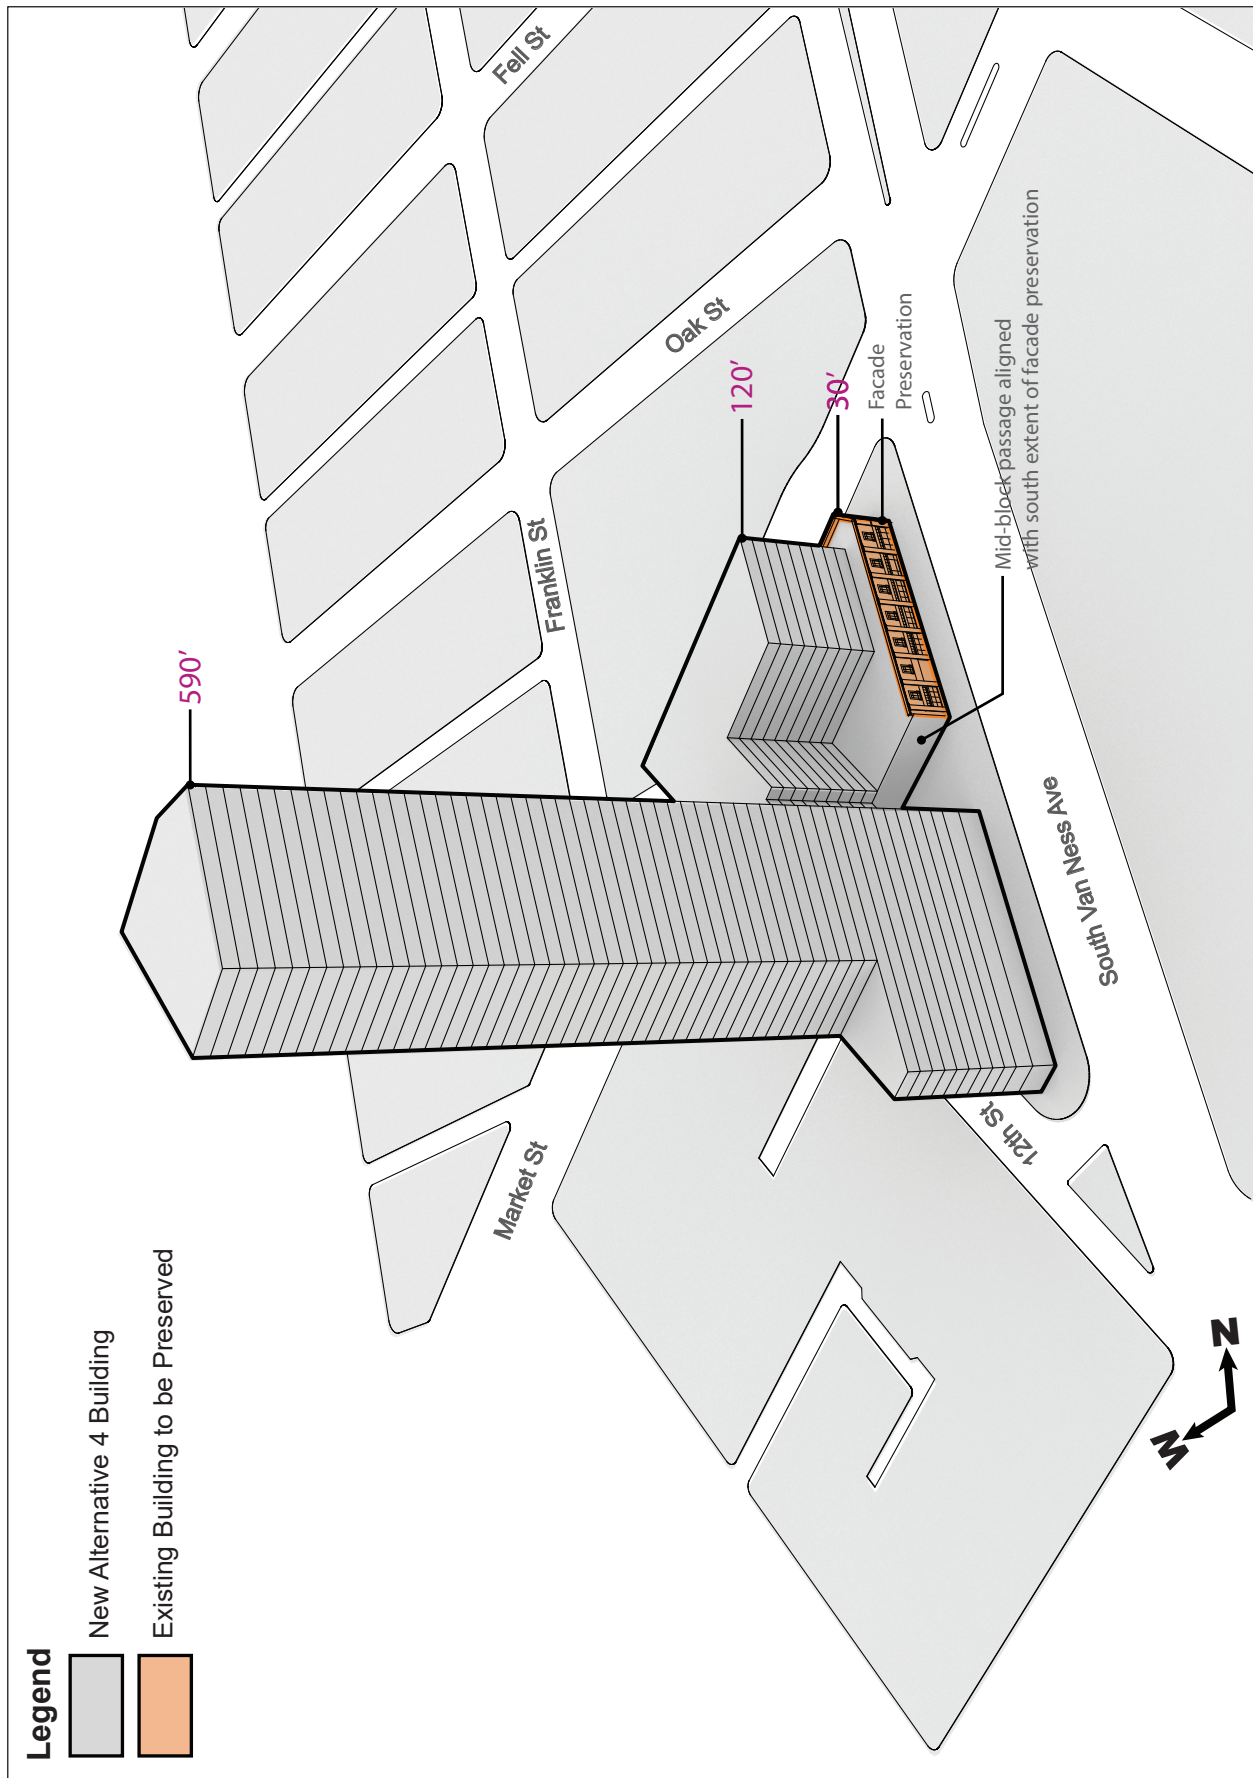 Legend
New Alternative 4 Building
Existing Building to be Preserved
590’
120’
30’
Facade
Preservation
Mid-block passage aligned
with south extent of facade preservation
Fell St
Oak St
Franklin St
Market St
12th St
South Van Ness Ave
W
N